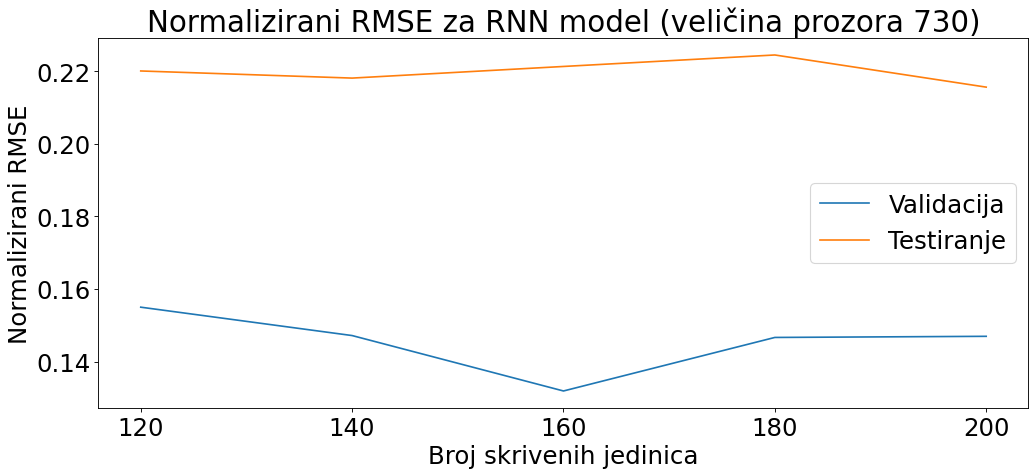 Normalizirani RMSE za RNN model (veličina prozora 730)
Normalizirani RMSE
0.22
0.20
0.18
0.16
0.14
Validacija
Testiranje
120 140 160 180 200
Broj skrivenih jedinica